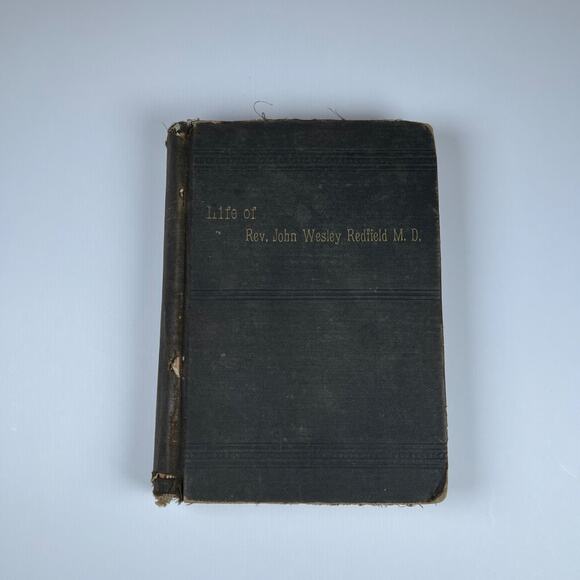 Life of
Rev. John Wesley Redfield M. D.